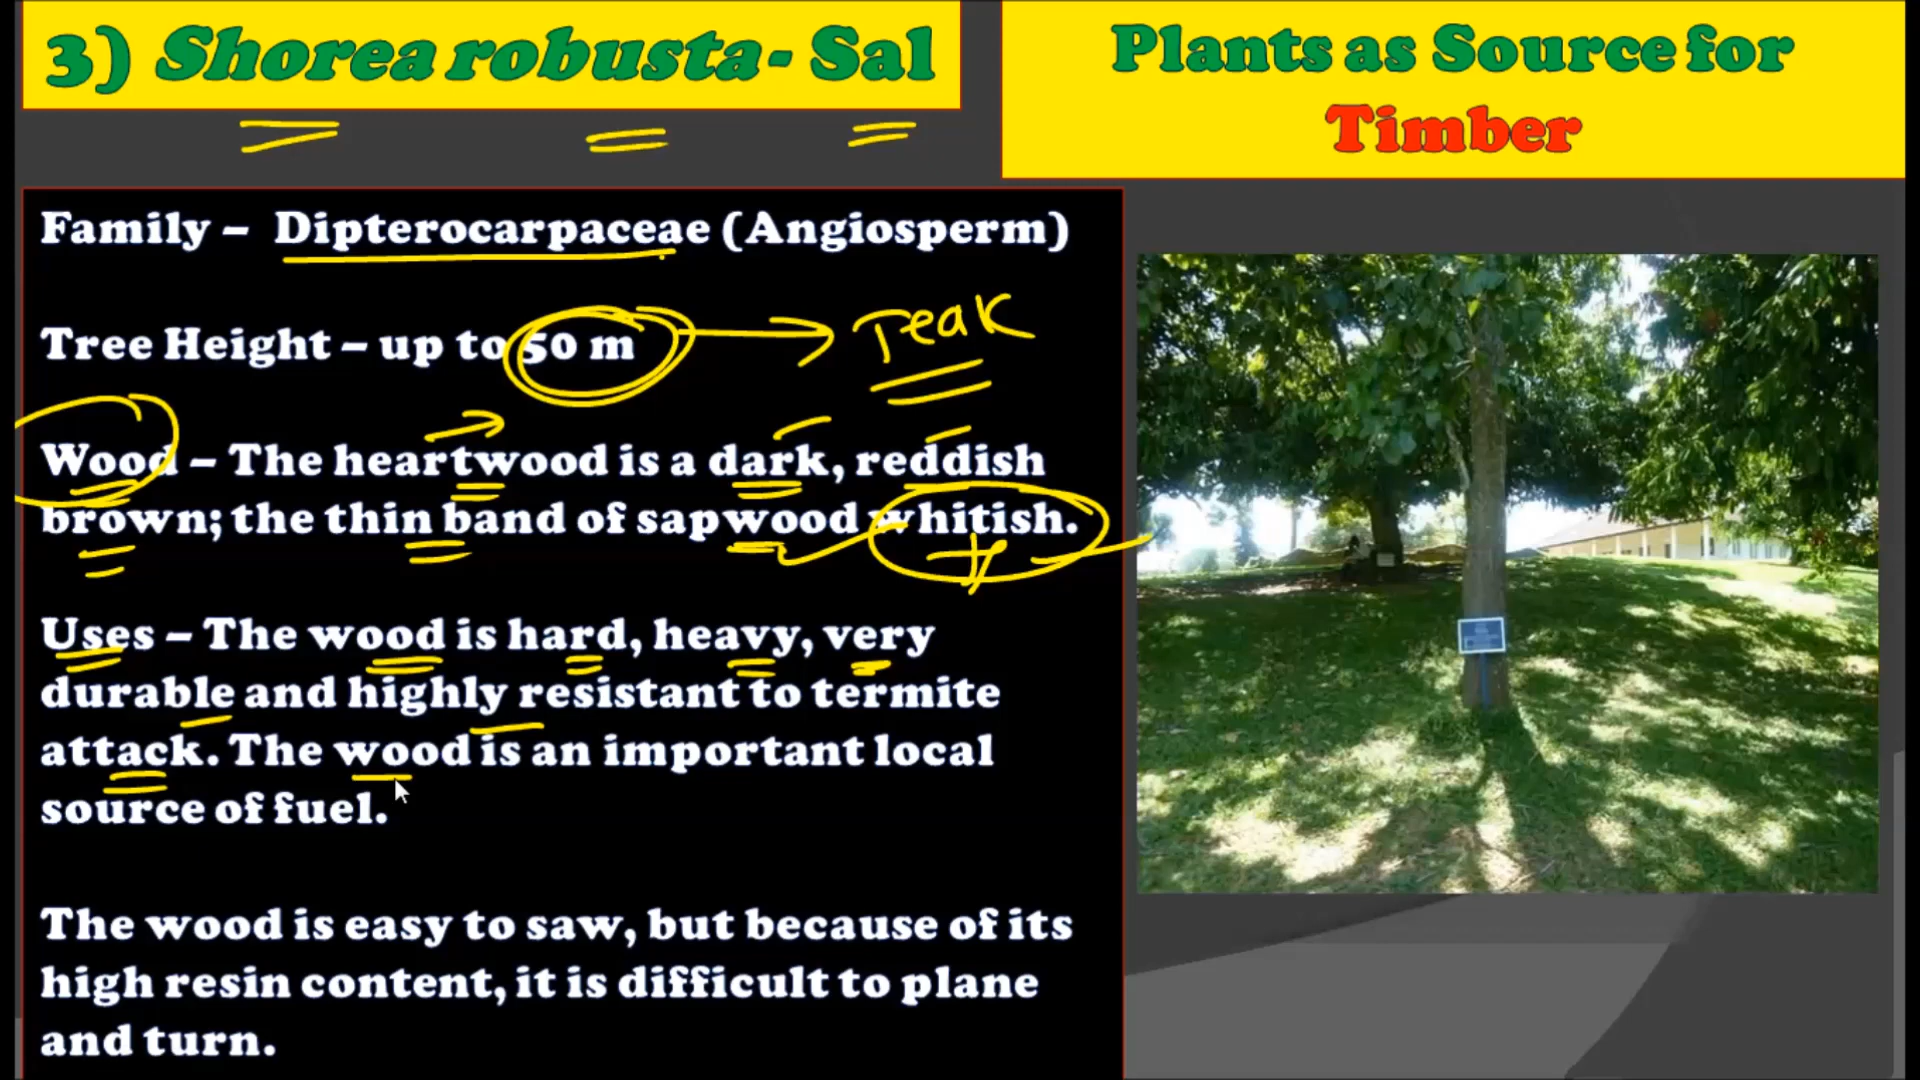 3) Shorea robusta- Sal
Plants as Source for
Timber
Family – Dipterocarpaceae (Angiosperm)
Tree Height – up to 50 m
Teak
Wood – The heartwood is a dark, reddish
brown; the thin band of sapwood whitish.
Uses – The wood is hard, heavy, very
durable and highly resistant to termite
attack. The wood is an important local
source of fuel.
The wood is easy to saw, but because of its
high resin content, it is difficult to plane
and turn.